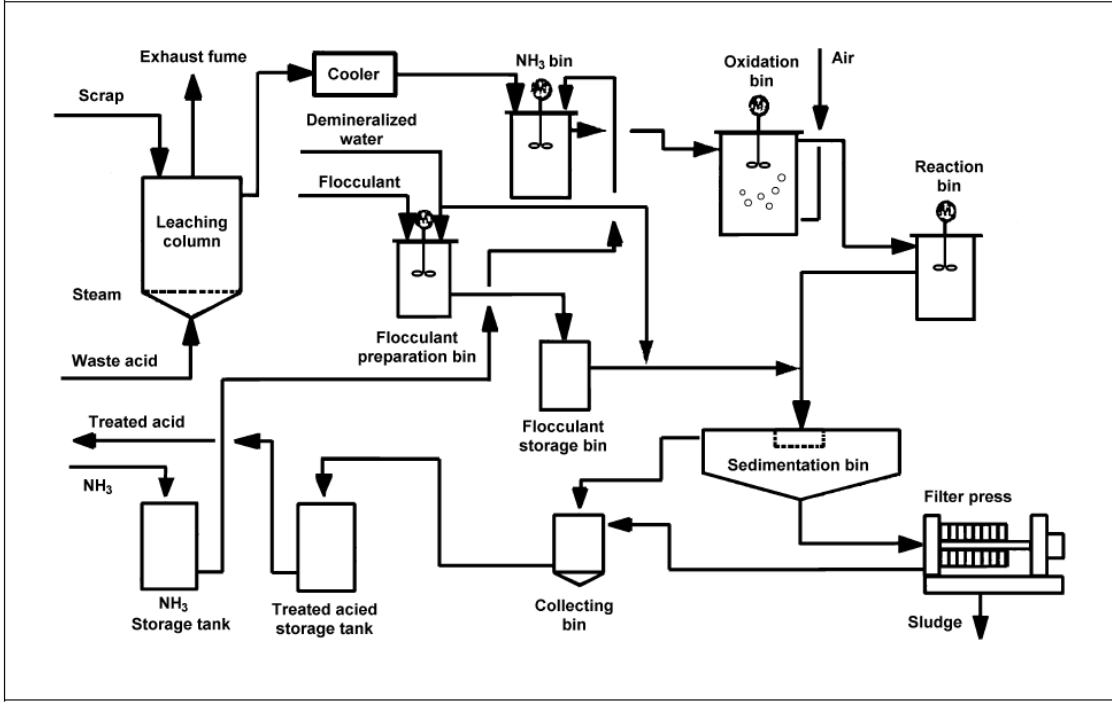 Exhaust fume
Cooler
NH3 bin
Oxidation
bin
Air
Scrap
Demineralized
water
Flocculant
Reaction
bin
Leaching
column
Steam
Flocculant
preparation bin
Waste acid
Treated acid
Flocculant
storage bin
Sedimentation bin
NH3
Filter press
NH3
Storage tank
Treated acied
storage tank
Collecting
bin
Sludge